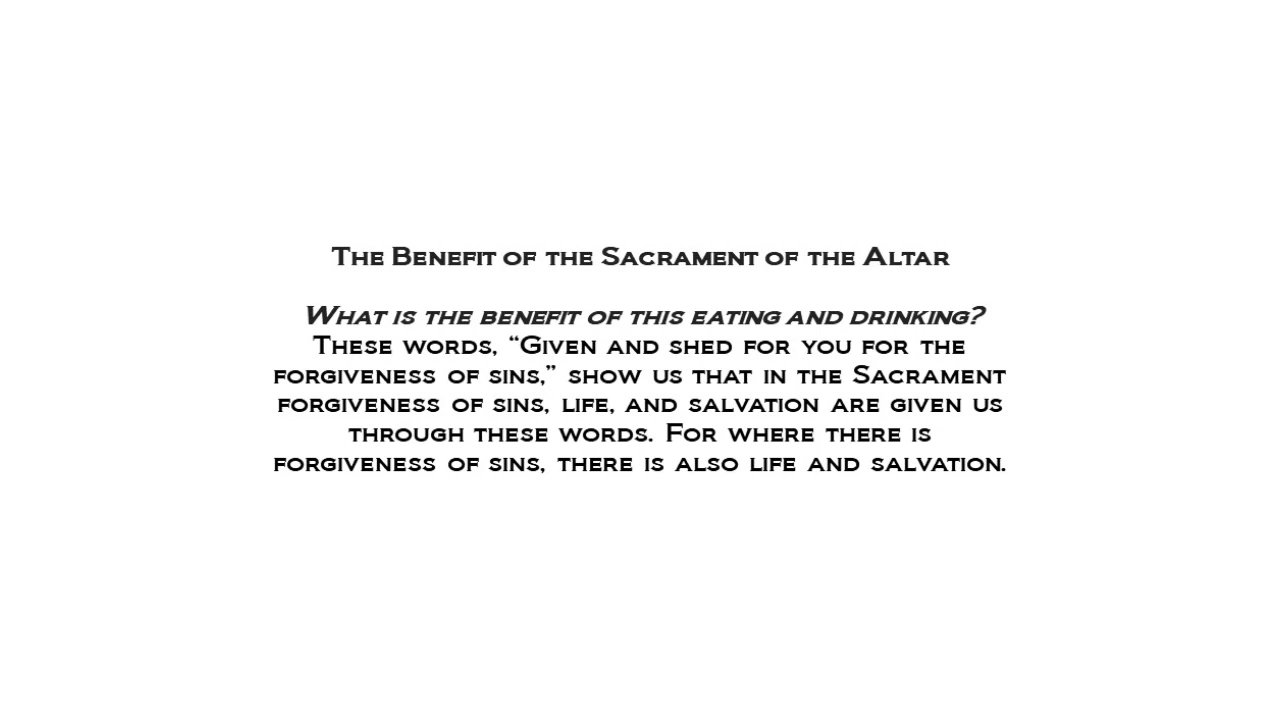 The Benefit of the Sacrament of the Altar
What is the benefit of this eating and drinking?
These words, “Given and shed for you for the
forgiveness of sins,” show us that in the Sacrament
forgiveness of sins, life, and salvation are given us
through these words. For where there is
forgiveness of sins, there is also life and salvation.